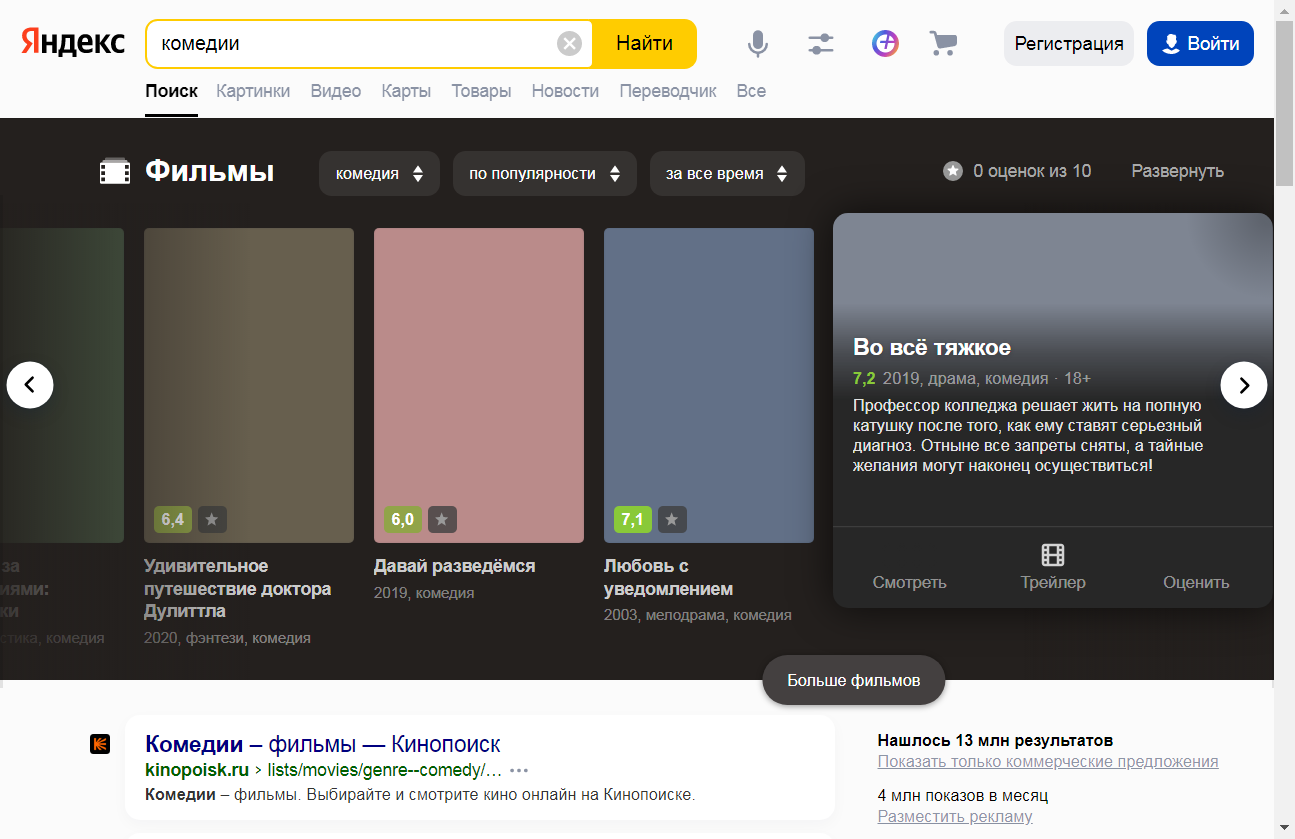 Яндекс
комедии
Найти
Регистрация
Войти
Поиск Картинки Видео Карты Товары Новости Переводчик Все
Фильмы
комедия
по популярности
за все время
0 оценок из 10
Развернуть
за
иями:
ки
стика, комедия
6,4
Удивительное
путешествие доктора
Дулиттла
2020, фэнтези, комедия
6,0
Давай разведёмся
2019, комедия
7,1
Любовь с
уведомлением
2003, мелодрама, комедия
Во всё тяжкое
7,2 2019, драма, комедия · 18+
Профессор колледжа решает жить на полную
катушку после того, как ему ставят серьезный
диагноз. Отныне все запреты сняты, а тайные
желания могут наконец осуществиться!
Смотреть
Трейлер
Оценить
Больше фильмов
Комедии – фильмы — Кинопоиск
kinopoisk.ru › lists/movies/genre--comedy/…
Комедии – фильмы. Выбирайте и смотрите кино онлайн на Кинопоиске.
Нашлось 13 млн результатов
Показать только коммерческие предложения
4 млн показов в месяц
Разместить рекламу